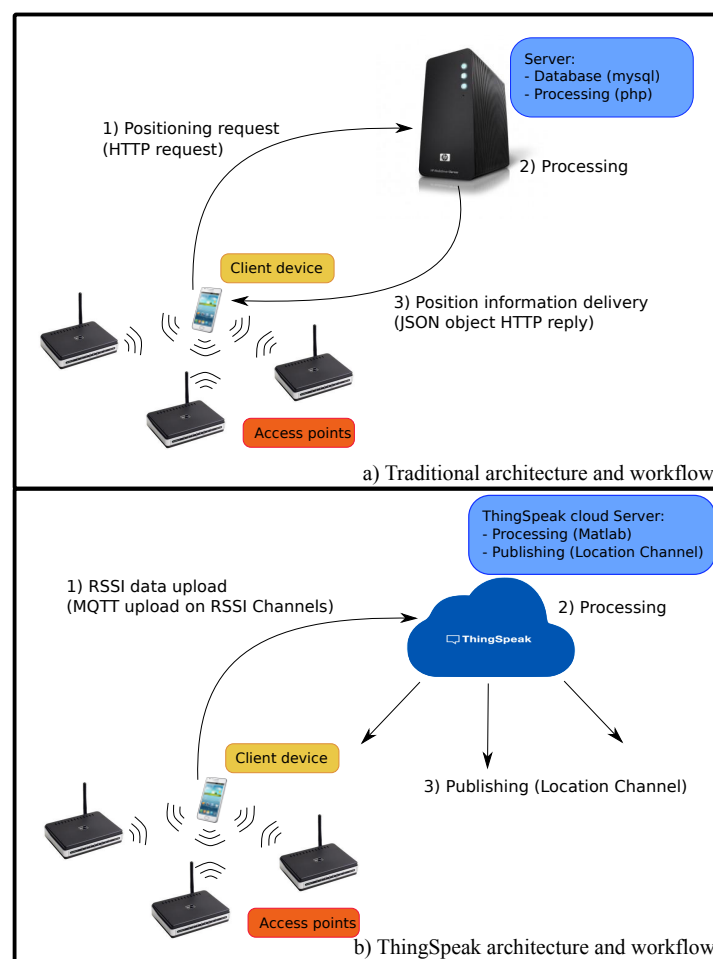 Server:
- Database (mysql)
- Processing (php)
1) Positioning request
(HTTP request)
2) Processing
Client device
3) Position information delivery
(JSON object HTTP reply)
Access points
a) Traditional architecture and workflow
ThingSpeak cloud Server:
- Processing (Matlab)
- Publishing (Location Channel)
1) RSSI data upload
(MQTT upload on RSSI Channels)
2) Processing
ThingSpeak
Client device
3) Publishing (Location Channel)
Access points
b) ThingSpeak architecture and workflow